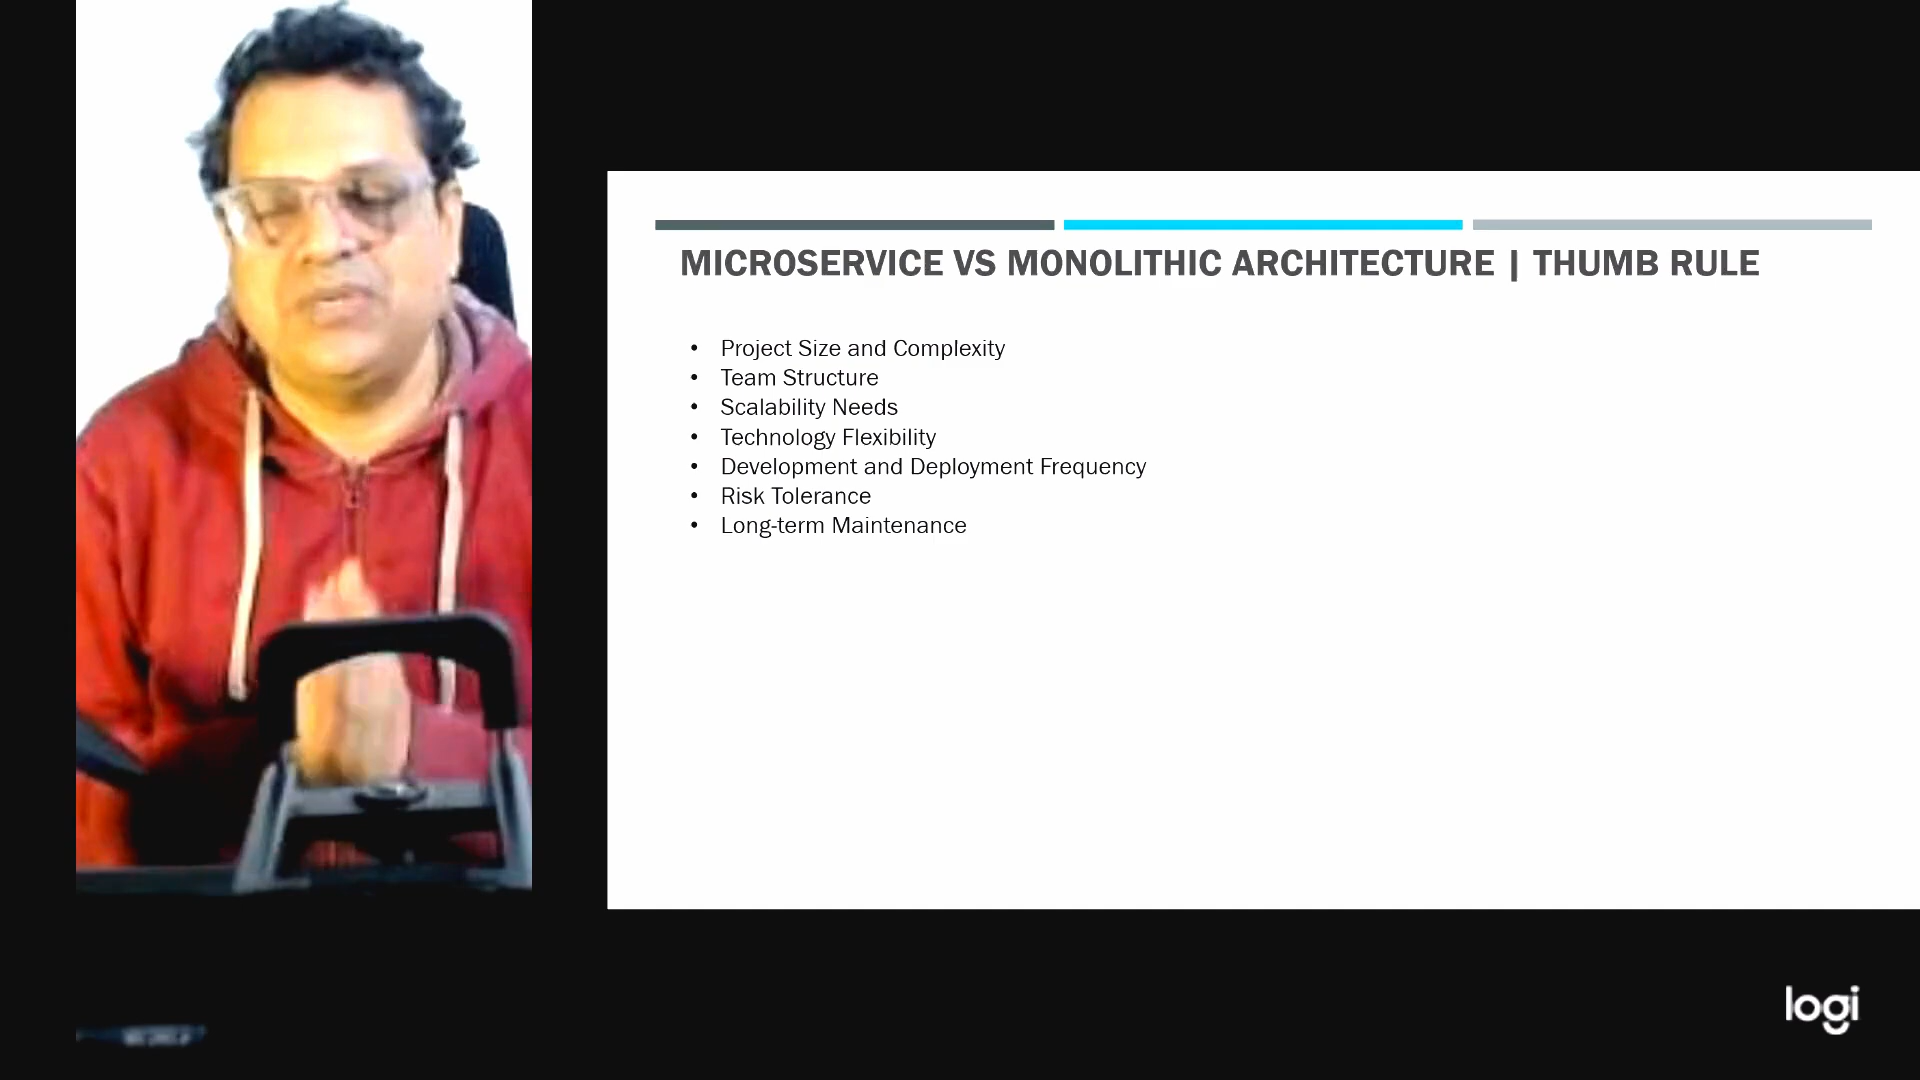 MICROSERVICE VS MONOLITHIC ARCHITECTURE | THUMB RULE
• Project Size and Complexity
• Team Structure
• Scalability Needs
• Technology Flexibility
• Development and Deployment Frequency
• Risk Tolerance
• Long-term Maintenance
logi